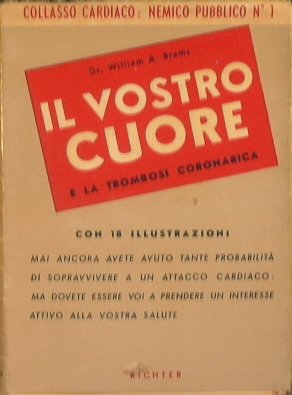 COLLASSO CARDIACO: NEMICO PUBBLICO N° 1
Dr. William A. Brams
IL VOSTRO
CUORE
E LA TROMBOSI CORONARICA
CON 18 ILLUSTRAZIONI
MAI ANCORA AVETE AVUTO TANTE PROBABILITÀ
DI SOPRAVVIVERE A UN ATTACCO CARDIACO:
MA DOVETE ESSERE VOI A PRENDERE UN INTERESSE
ATTIVO ALLA VOSTRA SALUTE
RICHTER